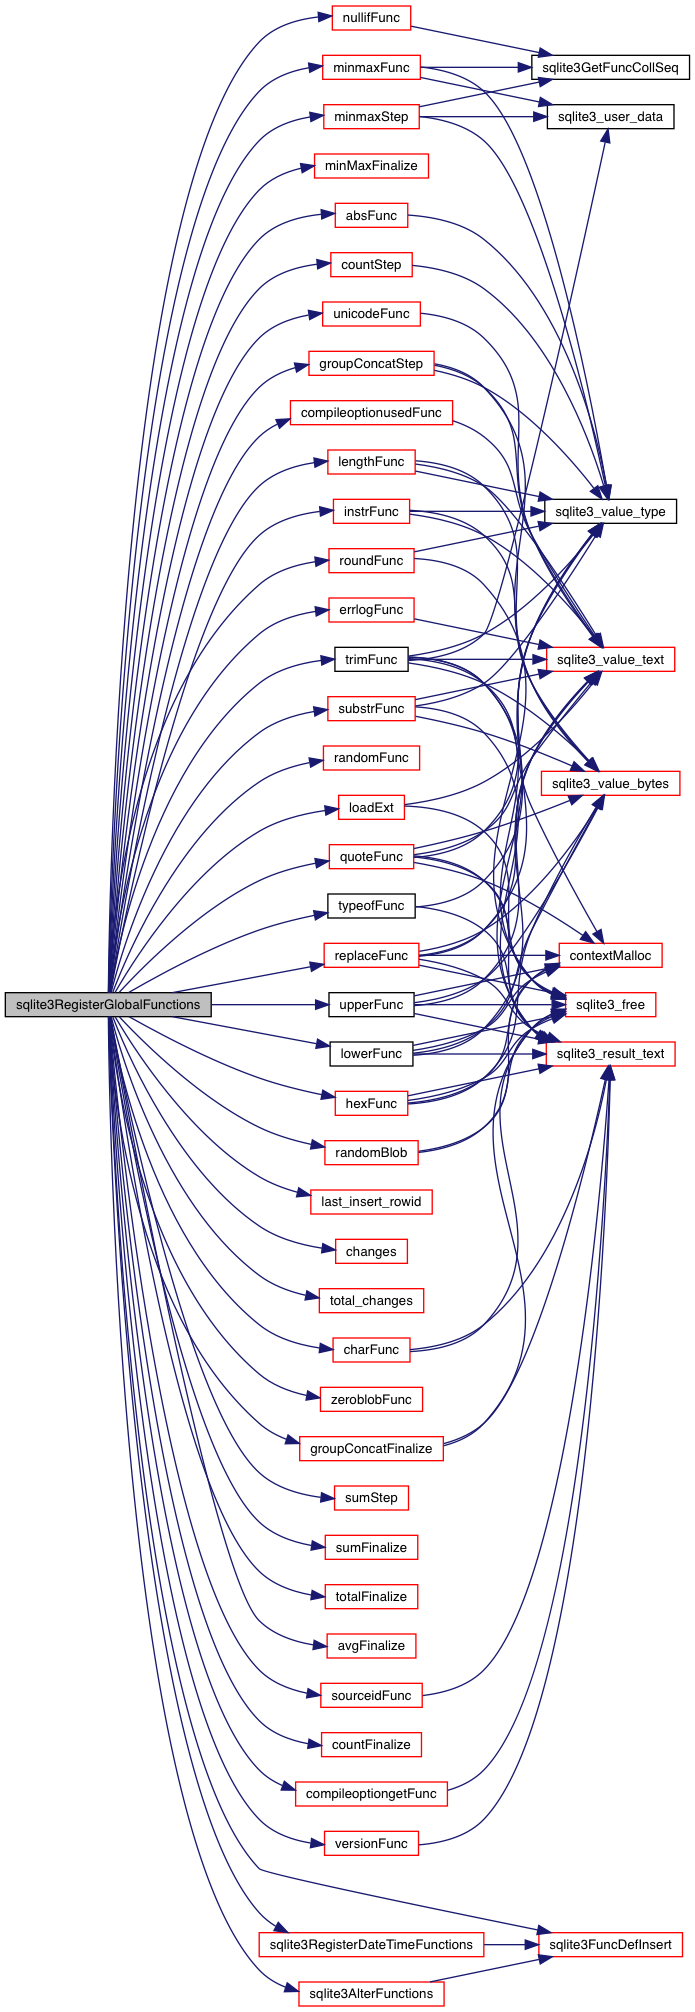 nullifFunc
minmaxFunc
sqlite3GetFuncCollSeq
minmaxStep
sqlite3_user_data
minMaxFinalize
absFunc
countStep
unicodeFunc
groupConcatStep
compileoptionusedFunc
lengthFunc
instrFunc
sqlite3_value_type
roundFunc
errlogFunc
trimFunc
sqlite3_value_text
substrFunc
randomFunc
sqlite3_value_bytes
loadExt
quoteFunc
typeofFunc
replaceFunc
contextMalloc
sqlite3RegisterGlobalFunctions
upperFunc
sqlite3_free
lowerFunc
sqlite3_result_text
hexFunc
randomBlob
last_insert_rowid
changes
total_changes
charFunc
zeroblobFunc
groupConcatFinalize
sumStep
sumFinalize
totalFinalize
avgFinalize
sourceidFunc
countFinalize
compileoptiongetFunc
versionFunc
sqlite3RegisterDateTimeFunctions
sqlite3FuncDefInsert
sqlite3AlterFunctions